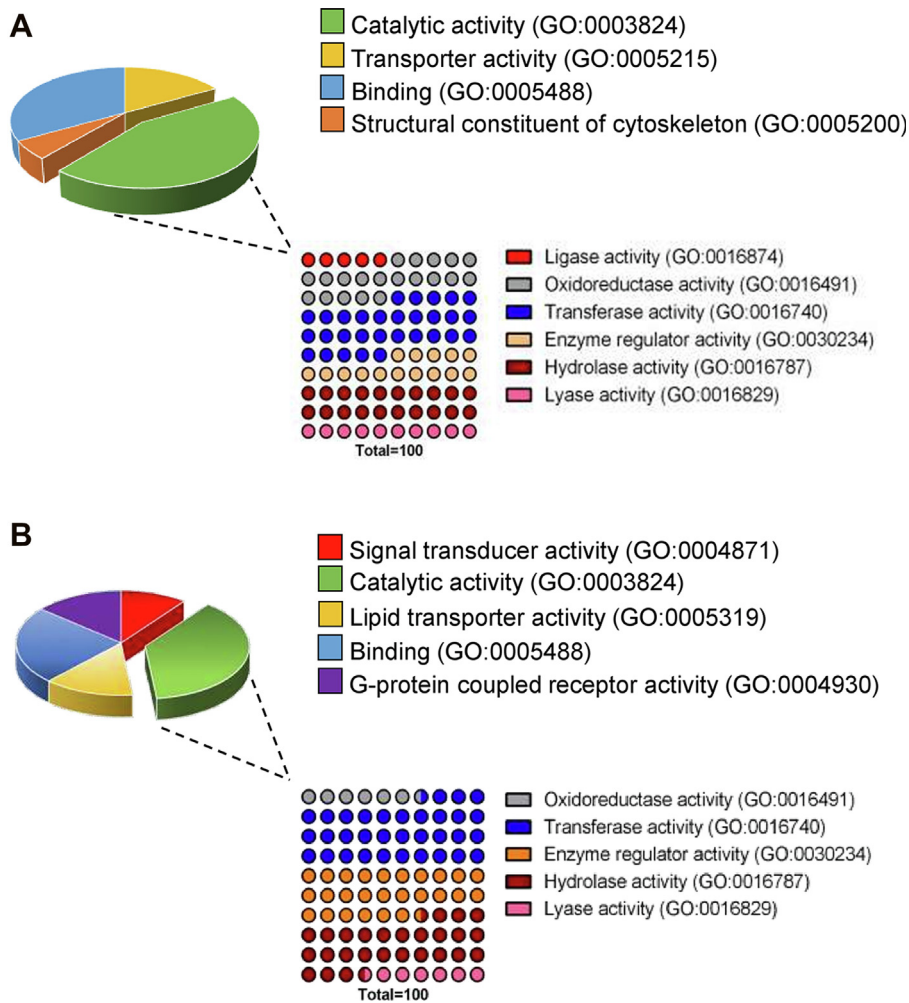 A
Catalytic activity (GO:0003824)
Transporter activity (GO:0005215)
Binding (GO:0005488)
Structural constituent of cytoskeleton (GO:0005200)
Ligase activity (GO:0016874)
Oxidoreductase activity (GO:0016491)
Transferase activity (GO:0016740)
Enzyme regulator activity (GO:0030234)
Hydrolase activity (GO:0016787)
Lyase activity (GO:0016829)
Total=100
B
Signal transducer activity (GO:0004871)
Catalytic activity (GO:0003824)
Lipid transporter activity (GO:0005319)
Binding (GO:0005488)
G-protein coupled receptor activity (GO:0004930)
Oxidoreductase activity (GO:0016491)
Transferase activity (GO:0016740)
Enzyme regulator activity (GO:0030234)
Hydrolase activity (GO:0016787)
Lyase activity (GO:0016829)
Total=100